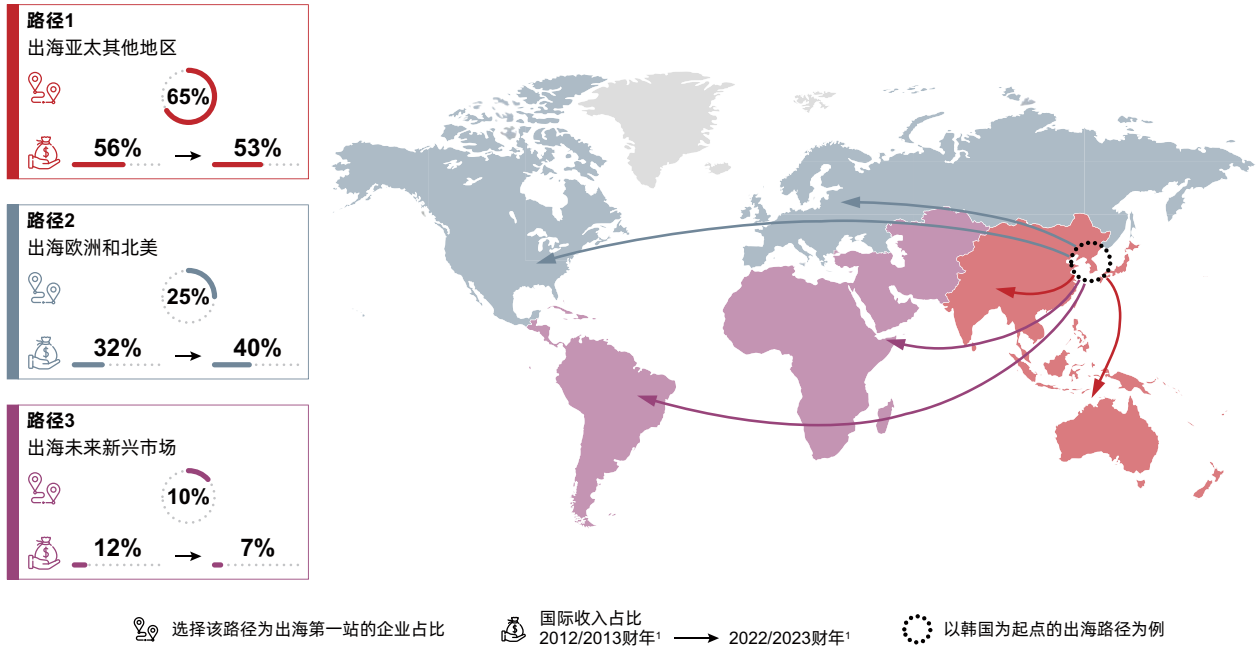 路径1
出海亚太其他地区
65%
56%
53%
路径2
出海欧洲和北美
25%
32%
40%
路径3
出海未来新兴市场
10%
12%
7%
选择该路径为出海第一站的企业占比
国际收入占比
2012/2013财年¹
2022/2023财年¹
以韩国为起点的出海路径为例